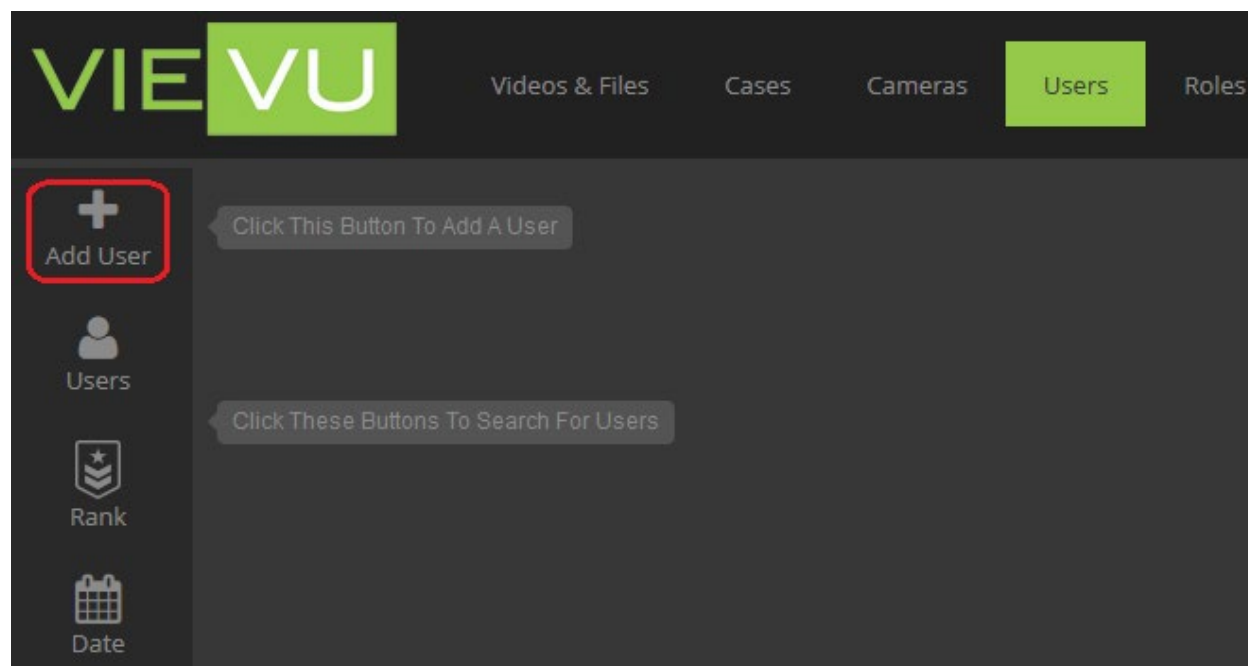 VIEVU
Videos & Files
Cases
Cameras
Users
Roles
Add User
Click This Button To Add A User
Users
Click These Buttons To Search For Users
Rank
Date